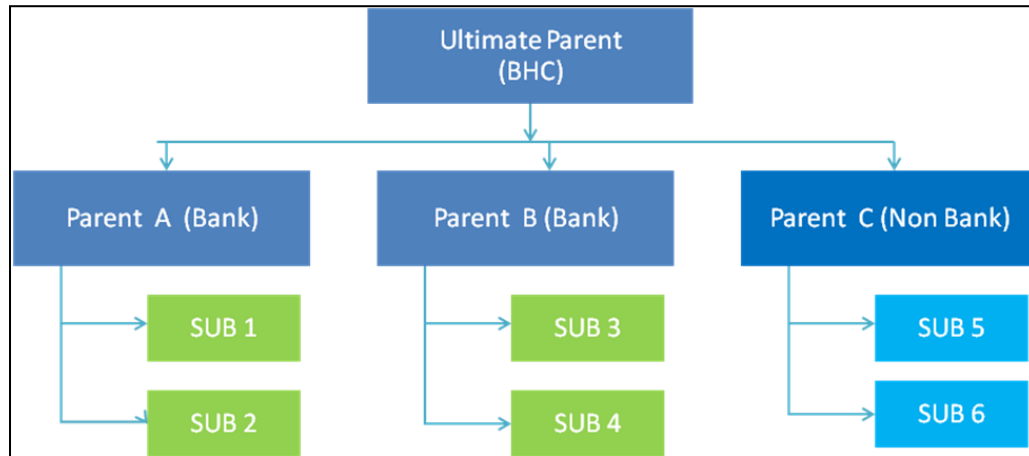 Ultimate Parent
(BHC)
Parent A (Bank)
Parent B (Bank)
Parent C (Non Bank)
SUB 1
SUB 3
SUB 5
SUB 2
SUB 4
SUB 6